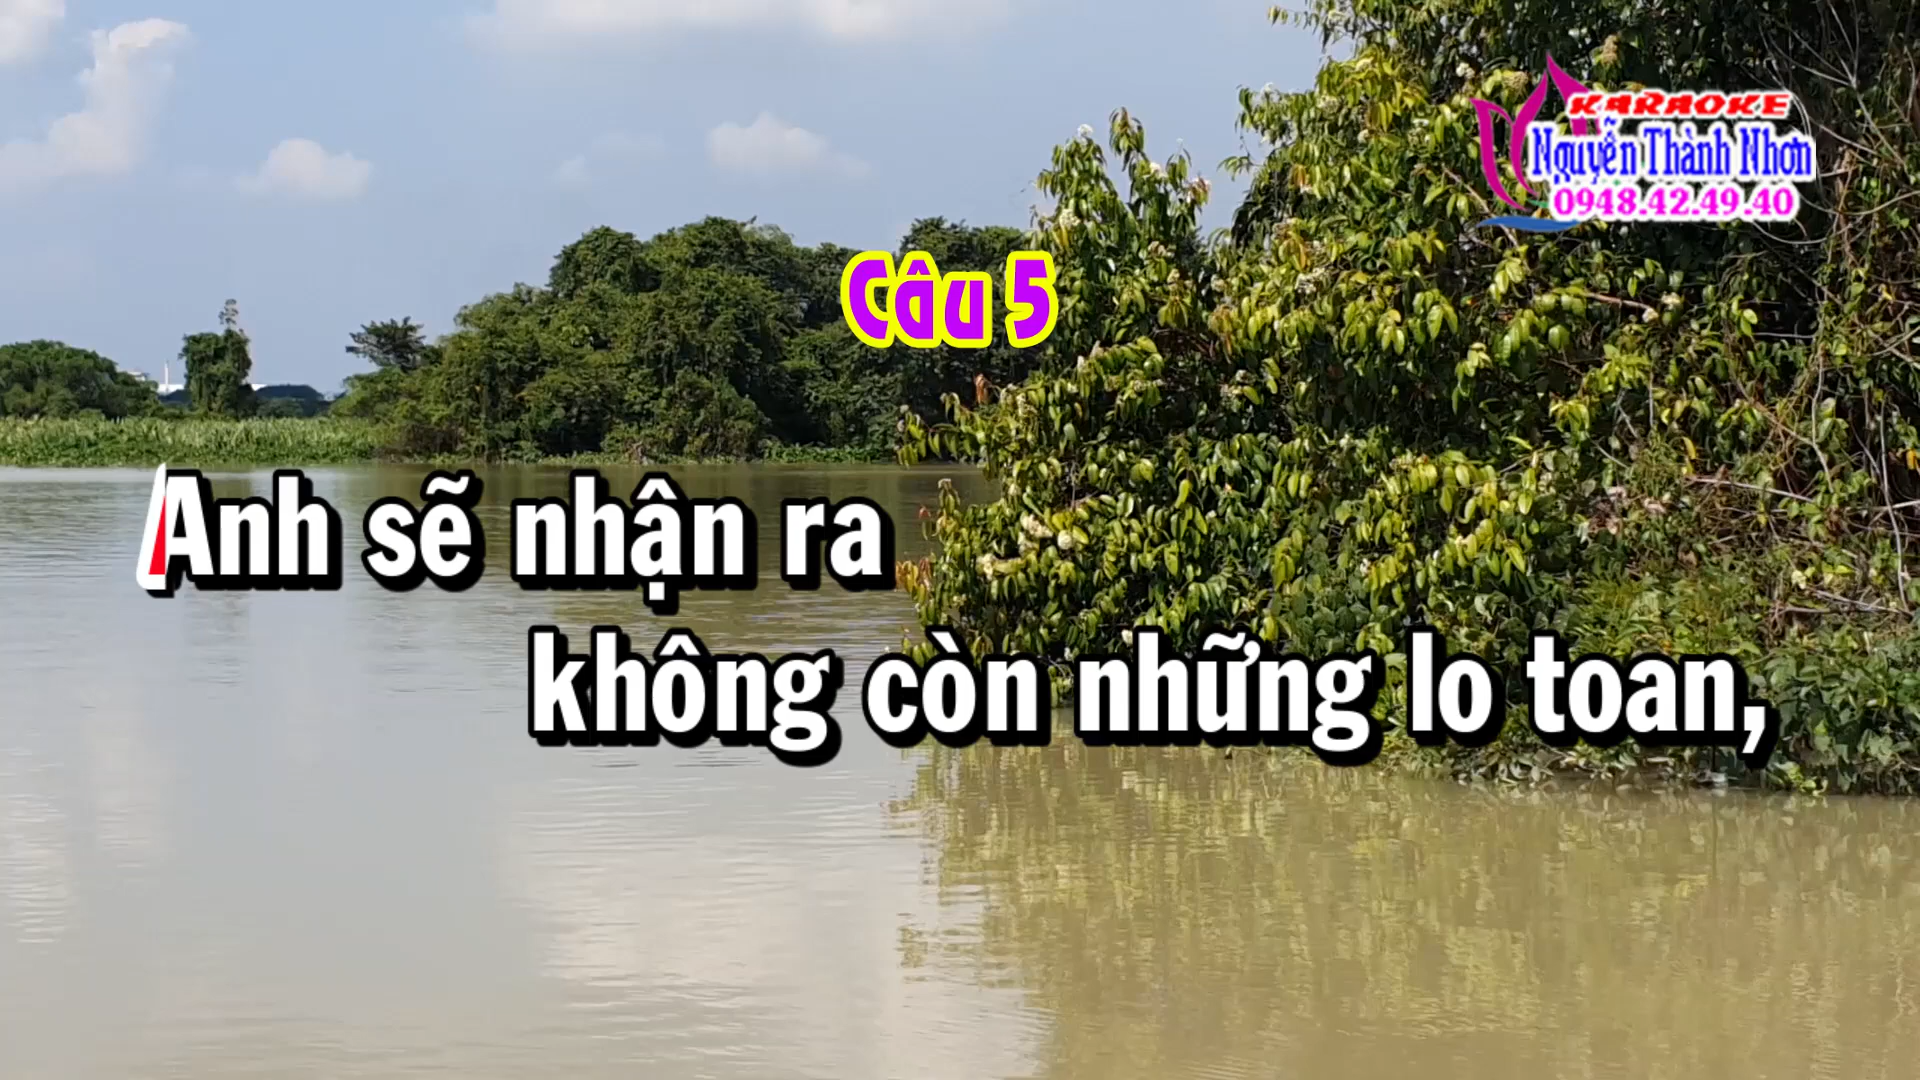 KARAOKE
Nguyễn Thành Nhơn
0948.42.49.40
Câu 5
Anh sẽ nhận ra
không còn những lo toan,